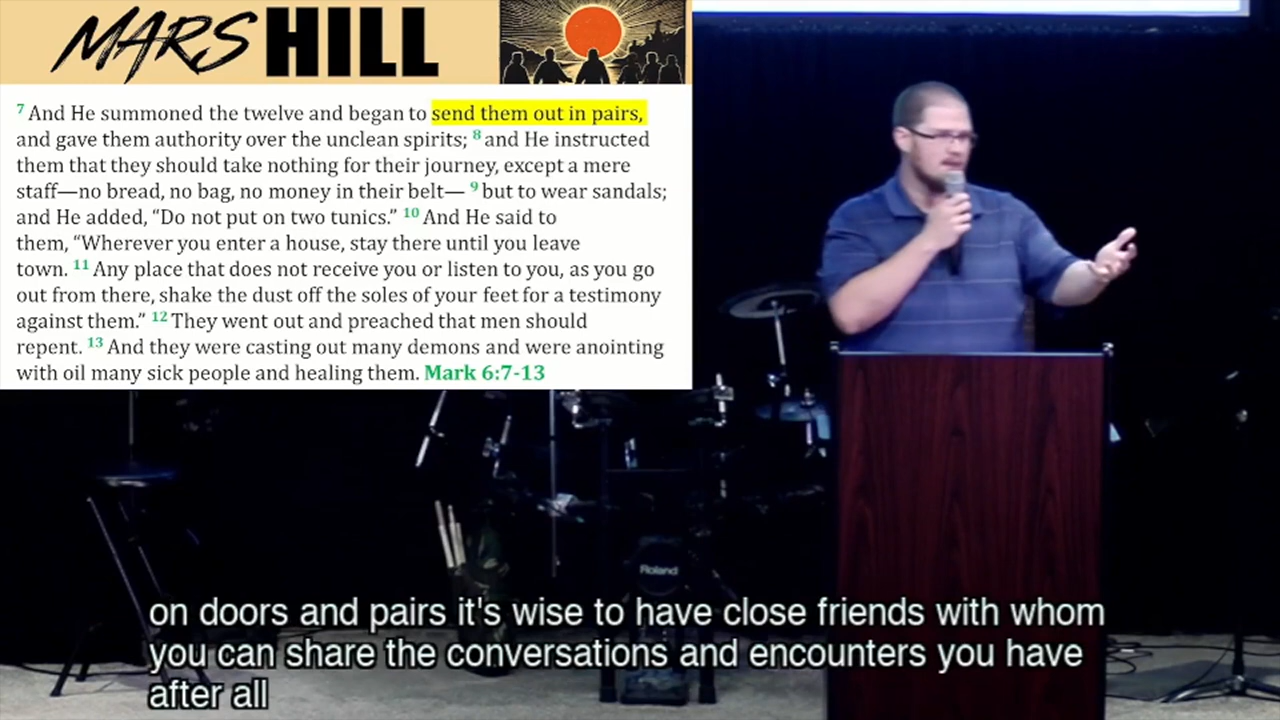 MARS HILL
7 And He summoned the twelve and began to send them out in pairs,
and gave them authority over the unclean spirits; 8 and He instructed
them that they should take nothing for their journey, except a mere
staff—no bread, no bag, no money in their belt— 9 but to wear sandals;
and He added, “Do not put on two tunics.” 10 And He said to
them, “Wherever you enter a house, stay there until you leave
town. 11 Any place that does not receive you or listen to you, as you go
out from there, shake the dust off the soles of your feet for a testimony
against them.” 12 They went out and preached that men should
repent. 13 And they were casting out many demons and were anointing
with oil many sick people and healing them. Mark 6:7-13
Roland
on doors and pairs it's wise to have close friends with whom
you can share the conversations and encounters you have
after all